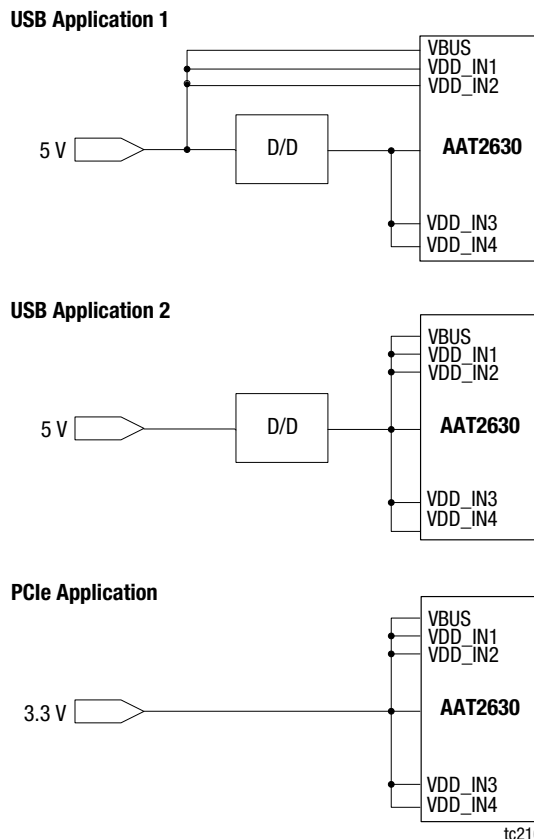 USB Application 1
VBUS
VDD_IN1
VDD_IN2
5 V
D/D
AAT2630
VDD_IN3
VDD_IN4
USB Application 2
VBUS
VDD_IN1
VDD_IN2
5 V
D/D
AAT2630
VDD_IN3
VDD_IN4
PCIe Application
VBUS
VDD_IN1
VDD_IN2
3.3 V
AAT2630
VDD_IN3
VDD_IN4